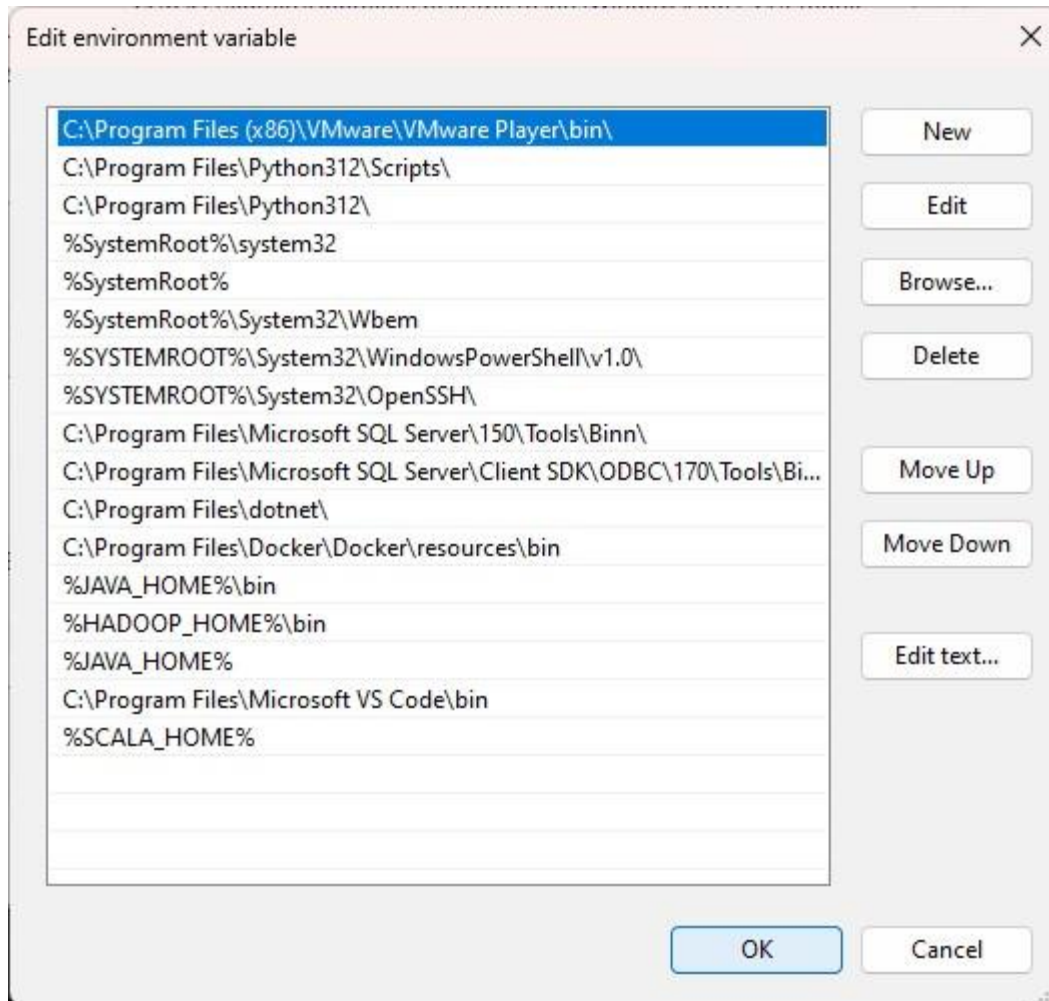 Edit environment variable
C:\Program Files (x86)\VMware\VMware Player\bin\
C:\Program Files\Python312\Scripts\
C:\Program Files\Python312\
%SystemRoot%\system32
%SystemRoot%
%SystemRoot%\System32\Wbem
%SYSTEMROOT%\System32\WindowsPowerShell\v1.0\
%SYSTEMROOT%\System32\OpenSSH\
C:\Program Files\Microsoft SQL Server\150\Tools\Binn\
C:\Program Files\Microsoft SQL Server\Client SDK\ODBC\170\Tools\Bi...
C:\Program Files\dotnet\
C:\Program Files\Docker\Docker\resources\bin
%JAVA_HOME%\bin
%HADOOP_HOME%\bin
%JAVA_HOME%
C:\Program Files\Microsoft VS Code\bin
%SCALA_HOME%
New
Edit
Browse...
Delete
Move Up
Move Down
Edit text...
OK
Cancel